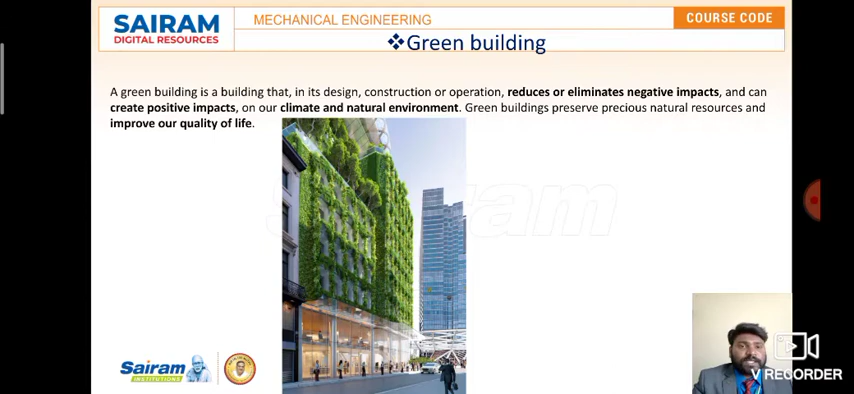 SAIRAM
DIGITAL RESOURCES
MECHANICAL ENGINEERING
COURSE CODE
❖Green building
A green building is a building that, in its design, construction or operation, reduces or eliminates negative impacts, and can
create positive impacts, on our climate and natural environment. Green buildings preserve precious natural resources and
improve our quality of life.
Sairam
Sairam
INSTITUTIONS
V RECORDER